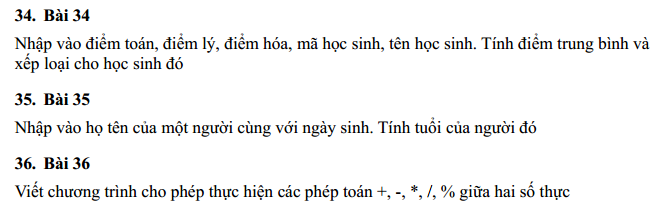 34. Bài 34
Nhập vào điểm toán, điểm lý, điểm hóa, mã học sinh, tên học sinh. Tính điểm trung bình và
xếp loại cho học sinh đó
35. Bài 35
Nhập vào họ tên của một người cùng với ngày sinh. Tính tuổi của người đó
36. Bài 36
Viết chương trình cho phép thực hiện các phép toán +, -, *, /, % giữa hai số thực